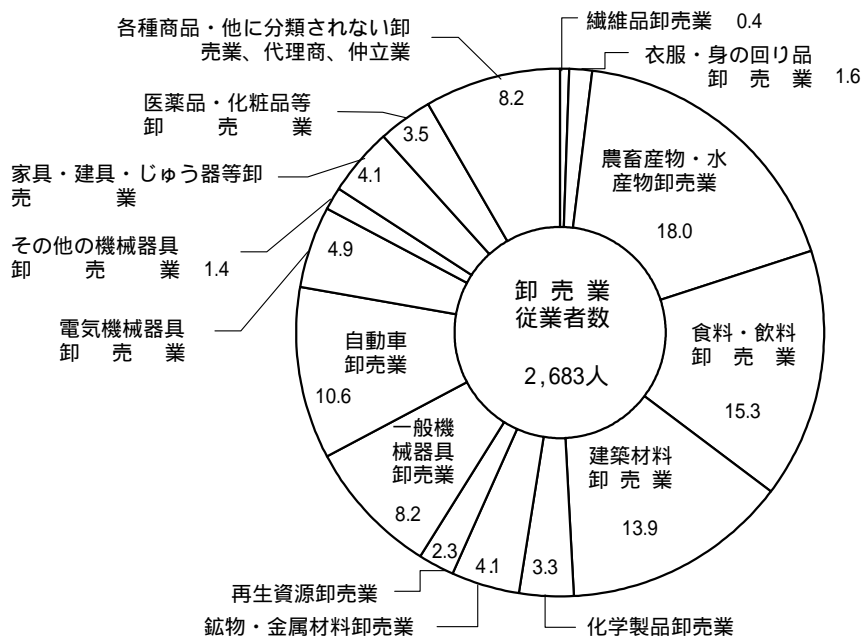 繊維品卸売業 0.4
衣服・身の回り品
卸売業 1.6
農畜産物・水
産物卸売業
18.0
食料・飲料
卸売業
15.3
建築材料
卸売業
13.9
化学製品卸売業
3.3
鉱物・金属材料卸売業
4.1
再生資源卸売業
2.3
一般機
械器具
卸売業
8.2
自動車
卸売業
10.6
電気機械器具
卸売業
4.9
その他の機械器具
卸売業 1.4
家具・建具・じゅう器等卸
売業
4.1
医薬品・化粧品等
卸売業
3.5
各種商品・他に分類されない卸
売業、代理商、仲立業
8.2
卸売業
従業者数
2,683人